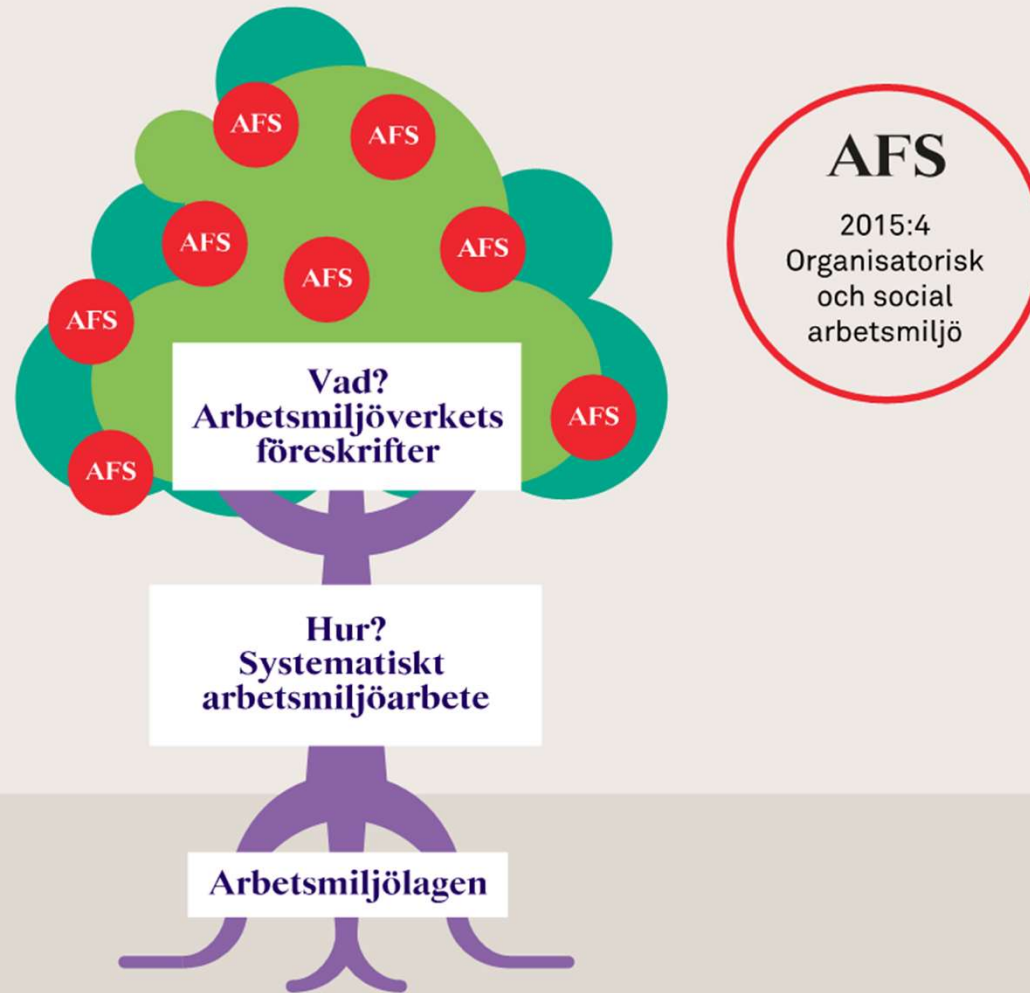 AFS
AFS
AFS
AFS
AFS
AFS
AFS
AFS
Vad?
Arbetsmiljöverkets
föreskrifter
Hur?
Systematiskt
arbetsmiljöarbete
Arbetsmiljölagen
AFS
2015:4
Organisatorisk
och social
arbetsmiljö